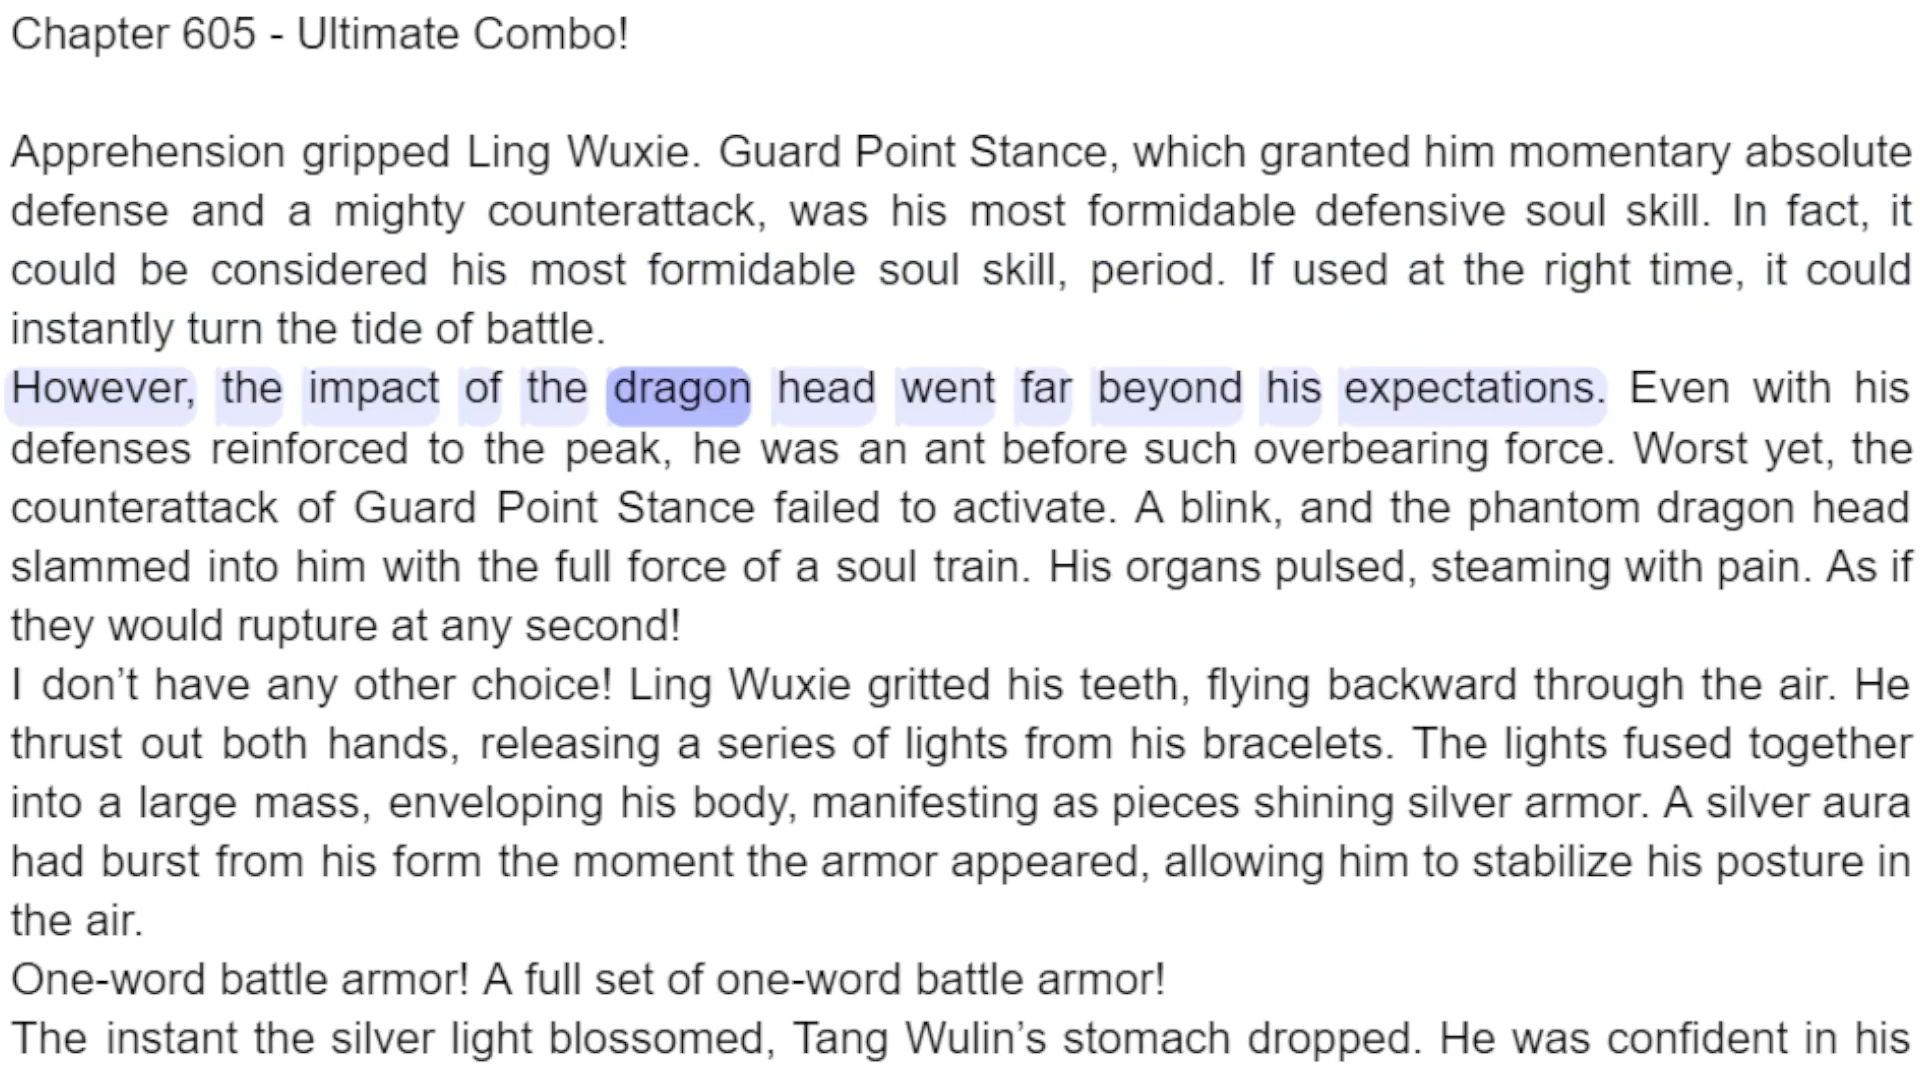 Chapter 605 - Ultimate Combo!
Apprehension gripped Ling Wuxie. Guard Point Stance, which granted him momentary absolute
defense and a mighty counterattack, was his most formidable defensive soul skill. In fact, it
could be considered his most formidable soul skill, period. If used at the right time, it could
instantly turn the tide of battle.
However, the impact of the dragon head went far beyond his expectations. Even with his
defenses reinforced to the peak, he was an ant before such overbearing force. Worst yet, the
counterattack of Guard Point Stance failed to activate. A blink, and the phantom dragon head
slammed into him with the full force of a soul train. His organs pulsed, steaming with pain. As if
they would rupture at any second!
I don’t have any other choice! Ling Wuxie gritted his teeth, flying backward through the air. He
thrust out both hands, releasing a series of lights from his bracelets. The lights fused together
into a large mass, enveloping his body, manifesting as pieces shining silver armor. A silver aura
had burst from his form the moment the armor appeared, allowing him to stabilize his posture in
the air.
One-word battle armor! A full set of one-word battle armor!
The instant the silver light blossomed, Tang Wulin’s stomach dropped. He was confident in his